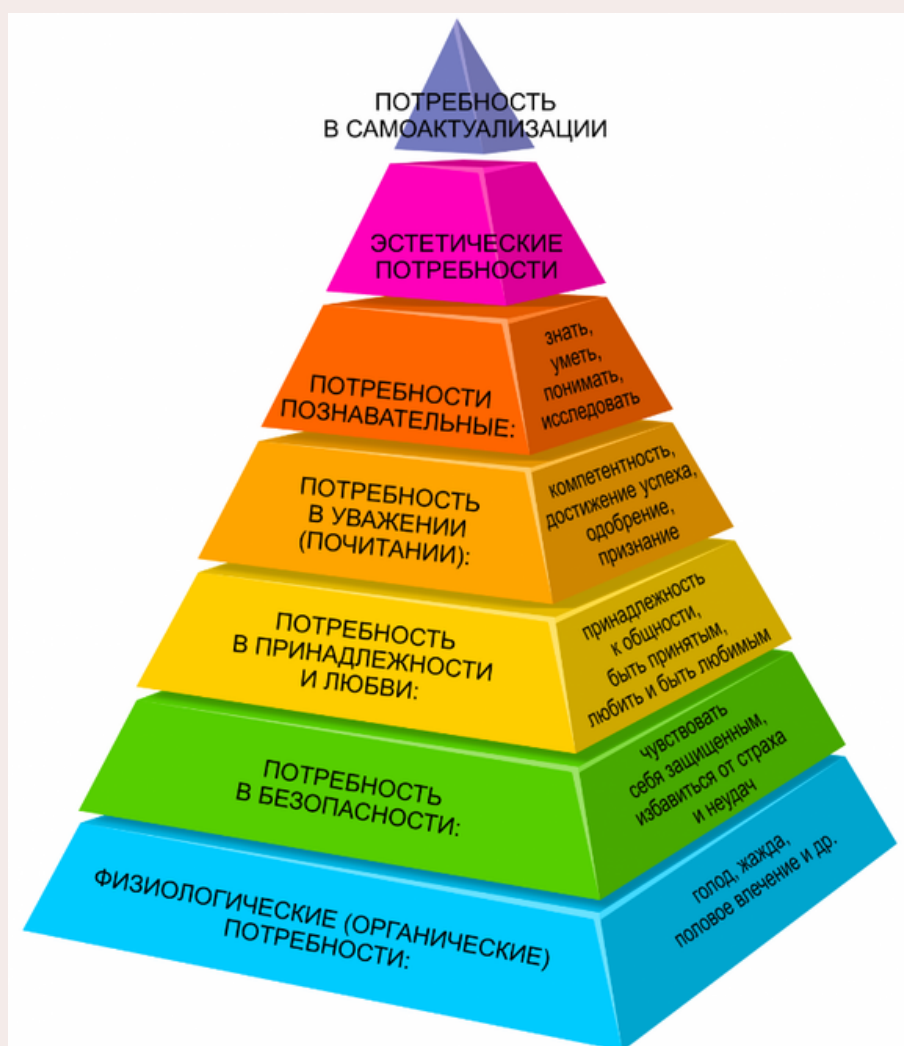 ПОТРЕБНОСТЬ
В САМОАКТУАЛИЗАЦИИ
ЭСТЕТИЧЕСКИЕ
ПОТРЕБНОСТИ
ПОТРЕБНОСТИ
ПОЗНАВАТЕЛЬНЫЕ:
знать,
уметь,
понимать,
исследовать
ПОТРЕБНОСТЬ
В УВАЖЕНИИ
(ПОЧИТАНИИ):
компетентность,
достижение успеха,
одобрение,
признание
ПОТРЕБНОСТЬ
В ПРИНАДЛЕЖНОСТИ
И ЛЮБВИ:
принадлежность
к общности,
быть принятым,
любить и быть любимым
ПОТРЕБНОСТЬ
В БЕЗОПАСНОСТИ:
чувствовать
себя защищенным,
избавиться от страха
и неудач
ФИЗИОЛОГИЧЕСКИЕ (ОРГАНИЧЕСКИЕ)
ПОТРЕБНОСТИ:
голод, жажда,
половое влечение и др.